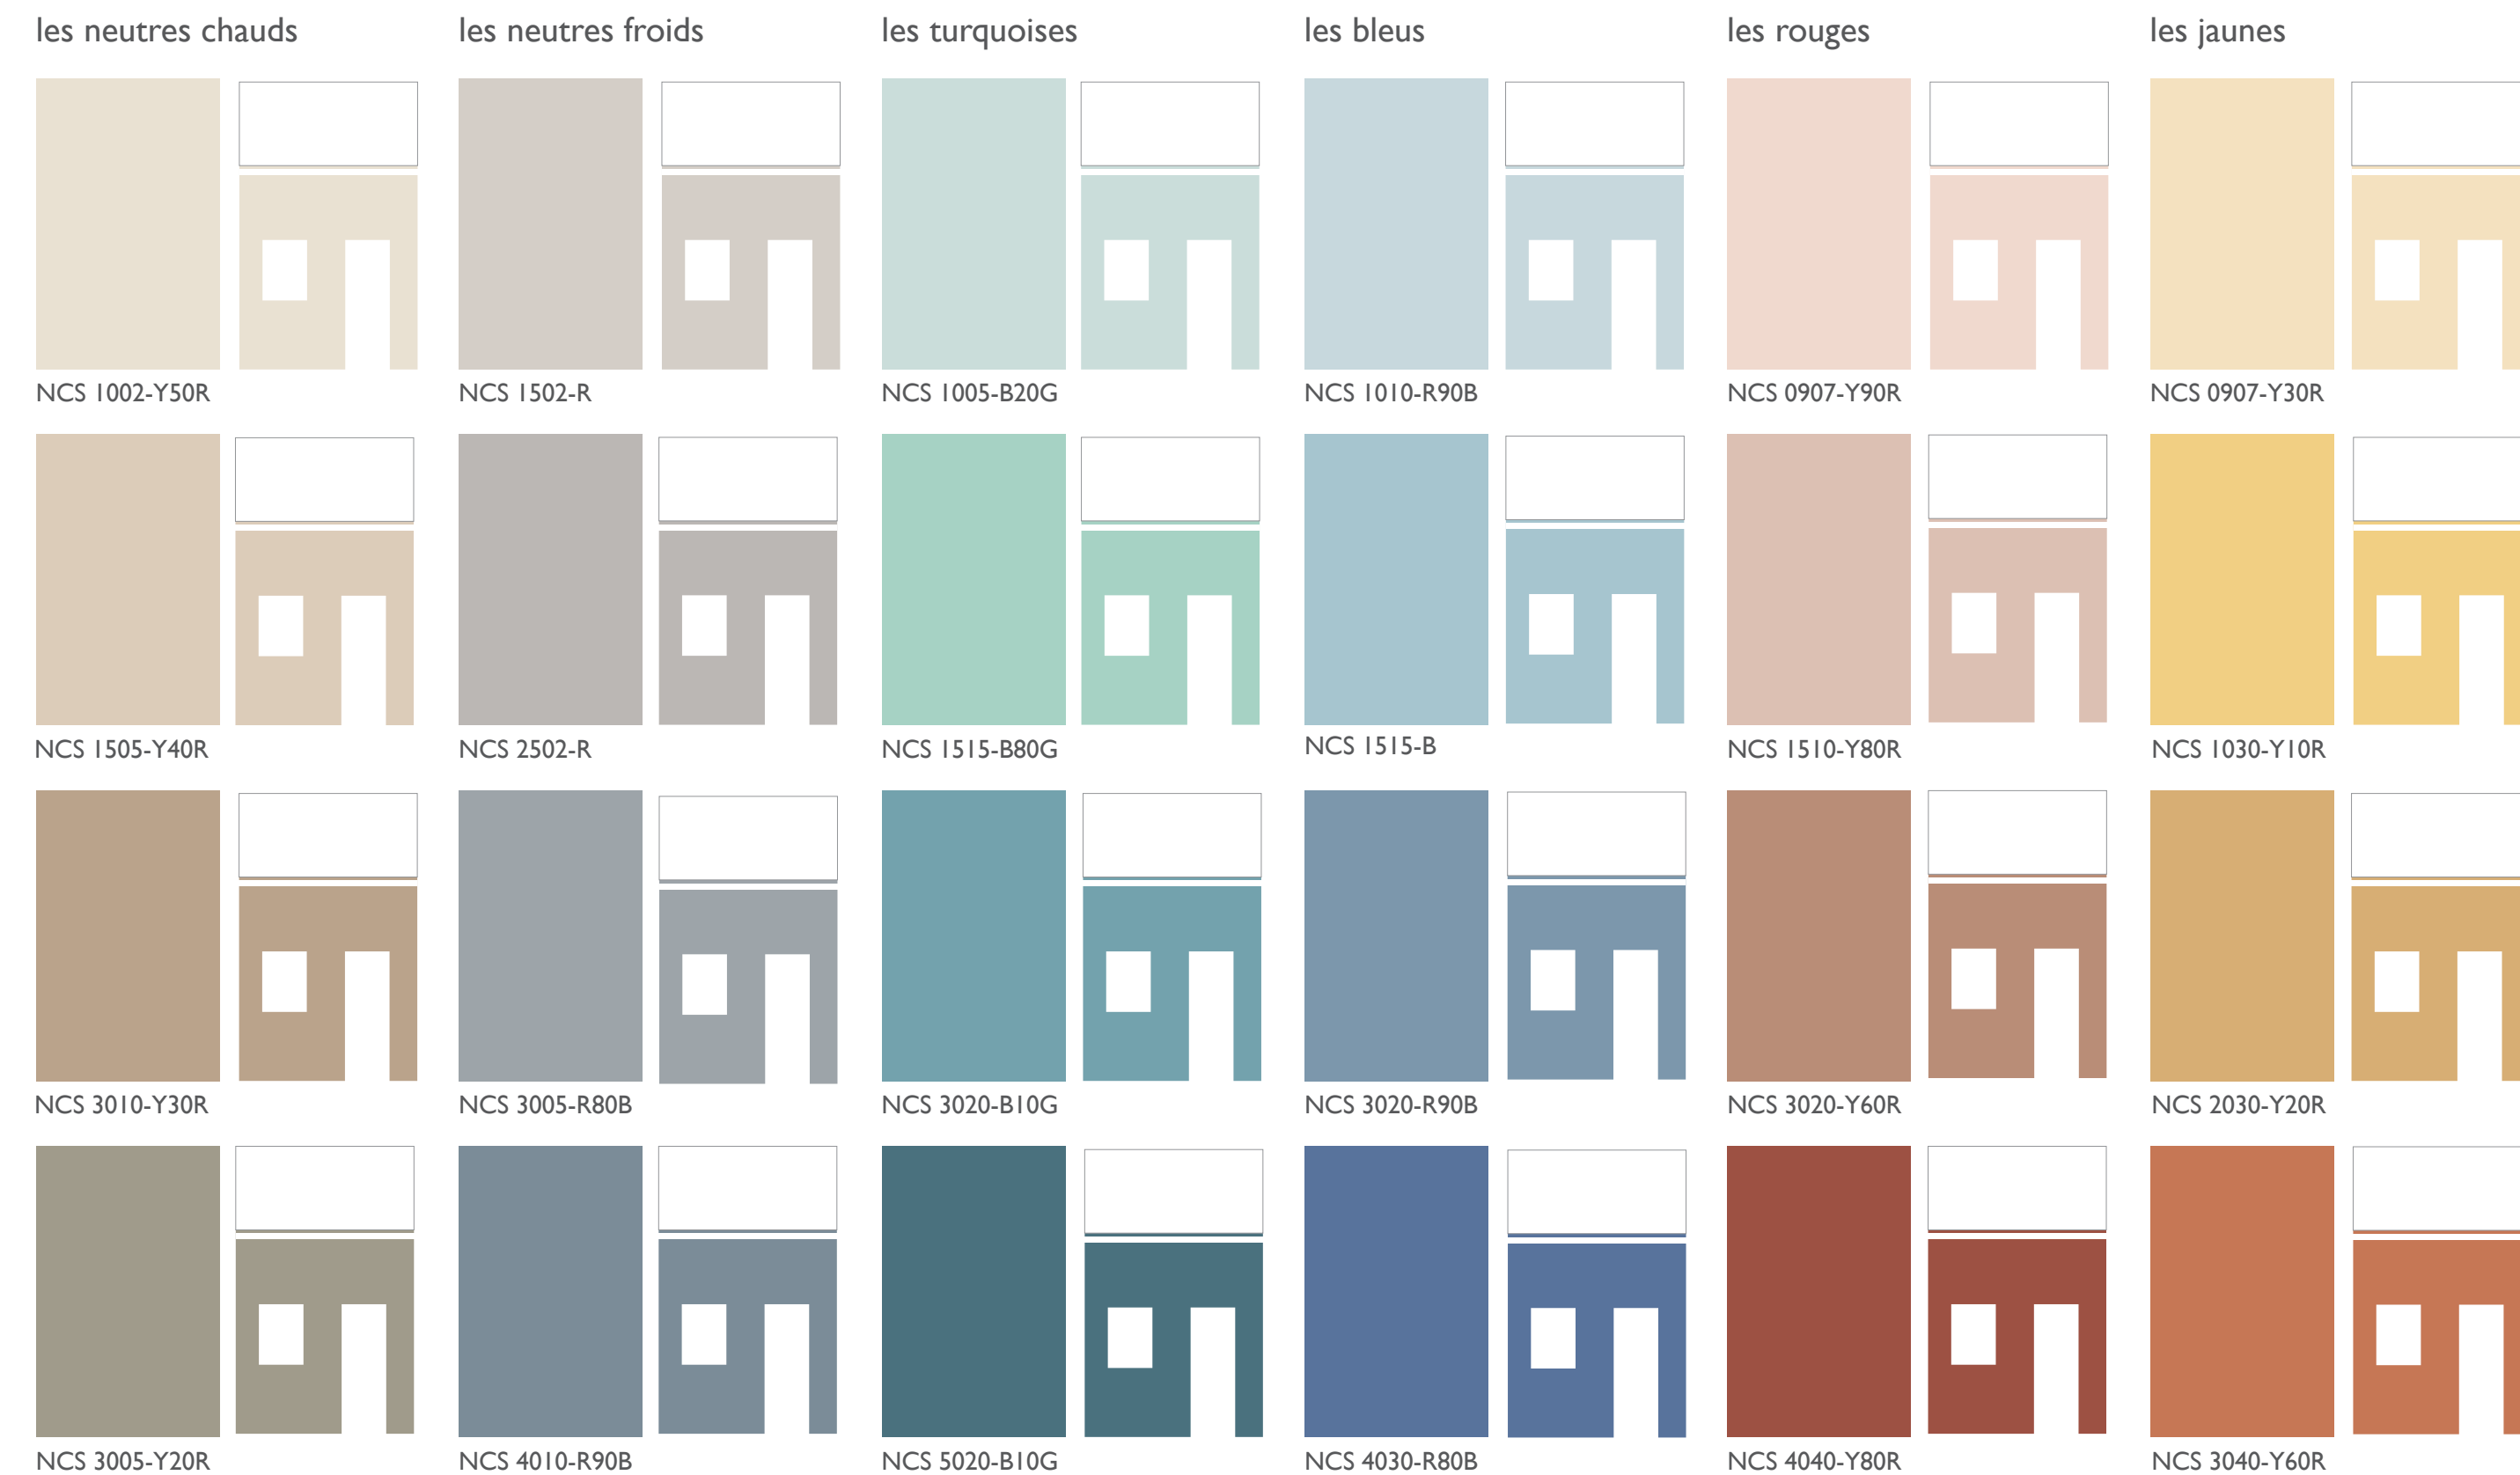 les neutres chauds
les neutres froids
les turquoises
les bleus
les rouges
les jaunes
NCS 1002-Y50R
NCS 1502-R
NCS 1005-B20G
NCS 1010-R90B
NCS 0907-Y90R
NCS 0907-Y30R
NCS 1505-Y40R
NCS 2502-R
NCS 1515-B80G
NCS 1515-B
NCS 1510-Y80R
NCS 1030-Y10R
NCS 3010-Y30R
NCS 3005-R80B
NCS 3020-B10G
NCS 3020-R90B
NCS 3020-Y60R
NCS 2030-Y20R
NCS 3005-Y20R
NCS 4010-R90B
NCS 5020-B10G
NCS 4030-R80B
NCS 4040-Y80R
NCS 3040-Y60R